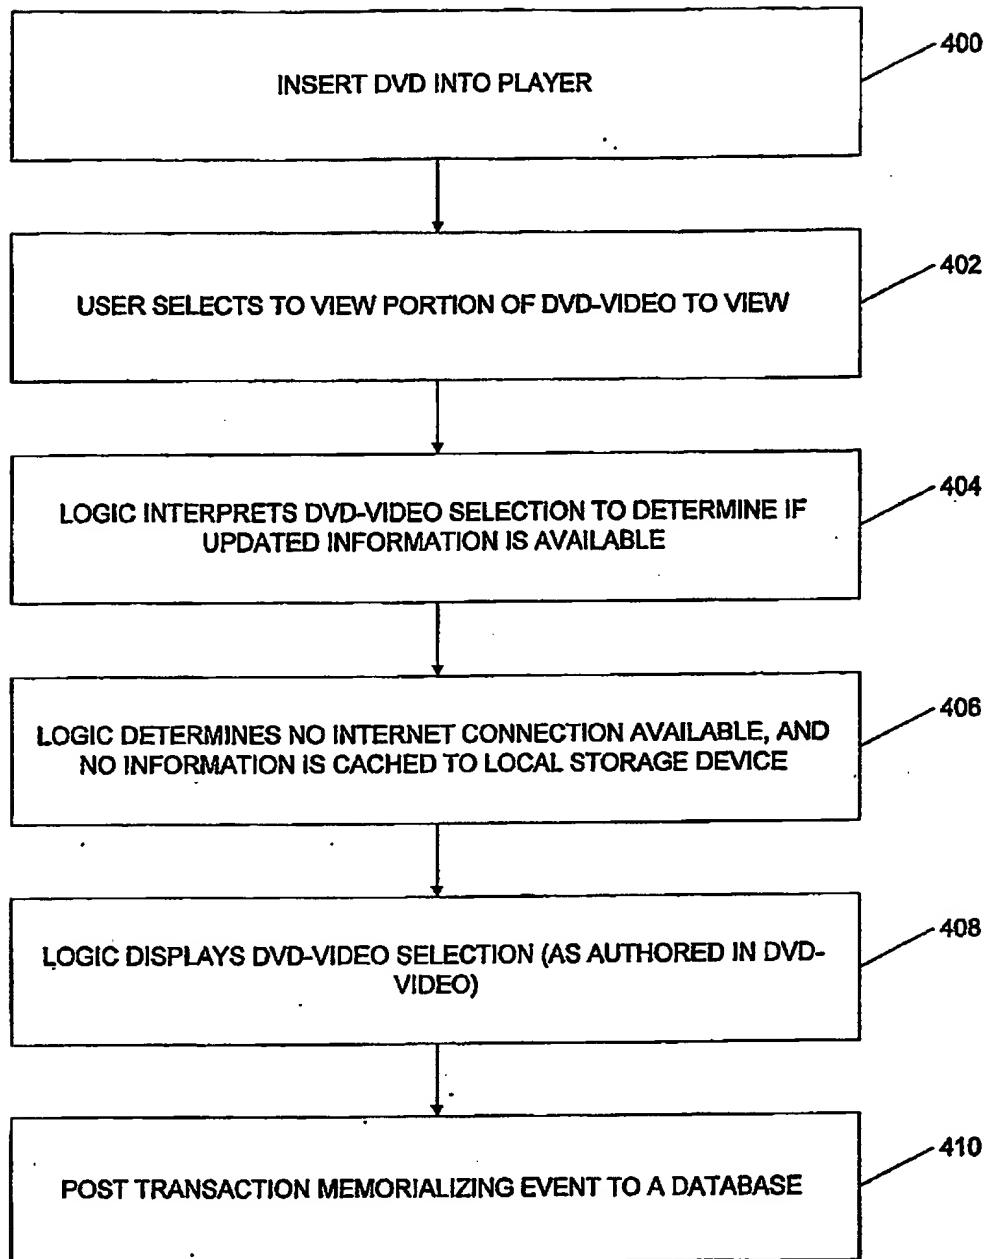 INSERT DVD INTO PLAYER
400
USER SELECTS TO VIEW PORTION OF DVD-VIDEO TO VIEW
402
LOGIC INTERPRETS DVD-VIDEO SELECTION TO DETERMINE IF
UPDATED INFORMATION IS AVAILABLE
404
LOGIC DETERMINES NO INTERNET CONNECTION AVAILABLE, AND
NO INFORMATION IS CACHED TO LOCAL STORAGE DEVICE
406
LOGIC DISPLAYS DVD-VIDEO SELECTION (AS AUTHORED IN DVD-
VIDEO)
408
POST TRANSACTION MEMORIALIZING EVENT TO A DATABASE
410